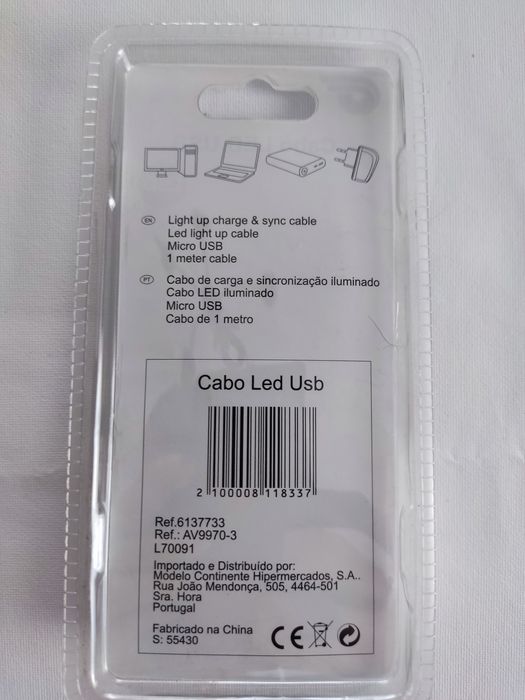 EN Light up charge & sync cable
Led light up cable
Micro USB
1 meter cable
PT Cabo de carga e sincronização iluminado
Cabo LED iluminado
Micro USB
Cabo de 1 metro
Cabo Led Usb
2 100008 118337
Ref.6137733
Ref.: AV9970-3
L70091
Importado e Distribuído por:
Modelo Continente Hipermercados, S.A..
Rua João Mendonça, 505, 4464-501
Sra. Hora
Portugal
Fabricado na China
S: 55430
CE